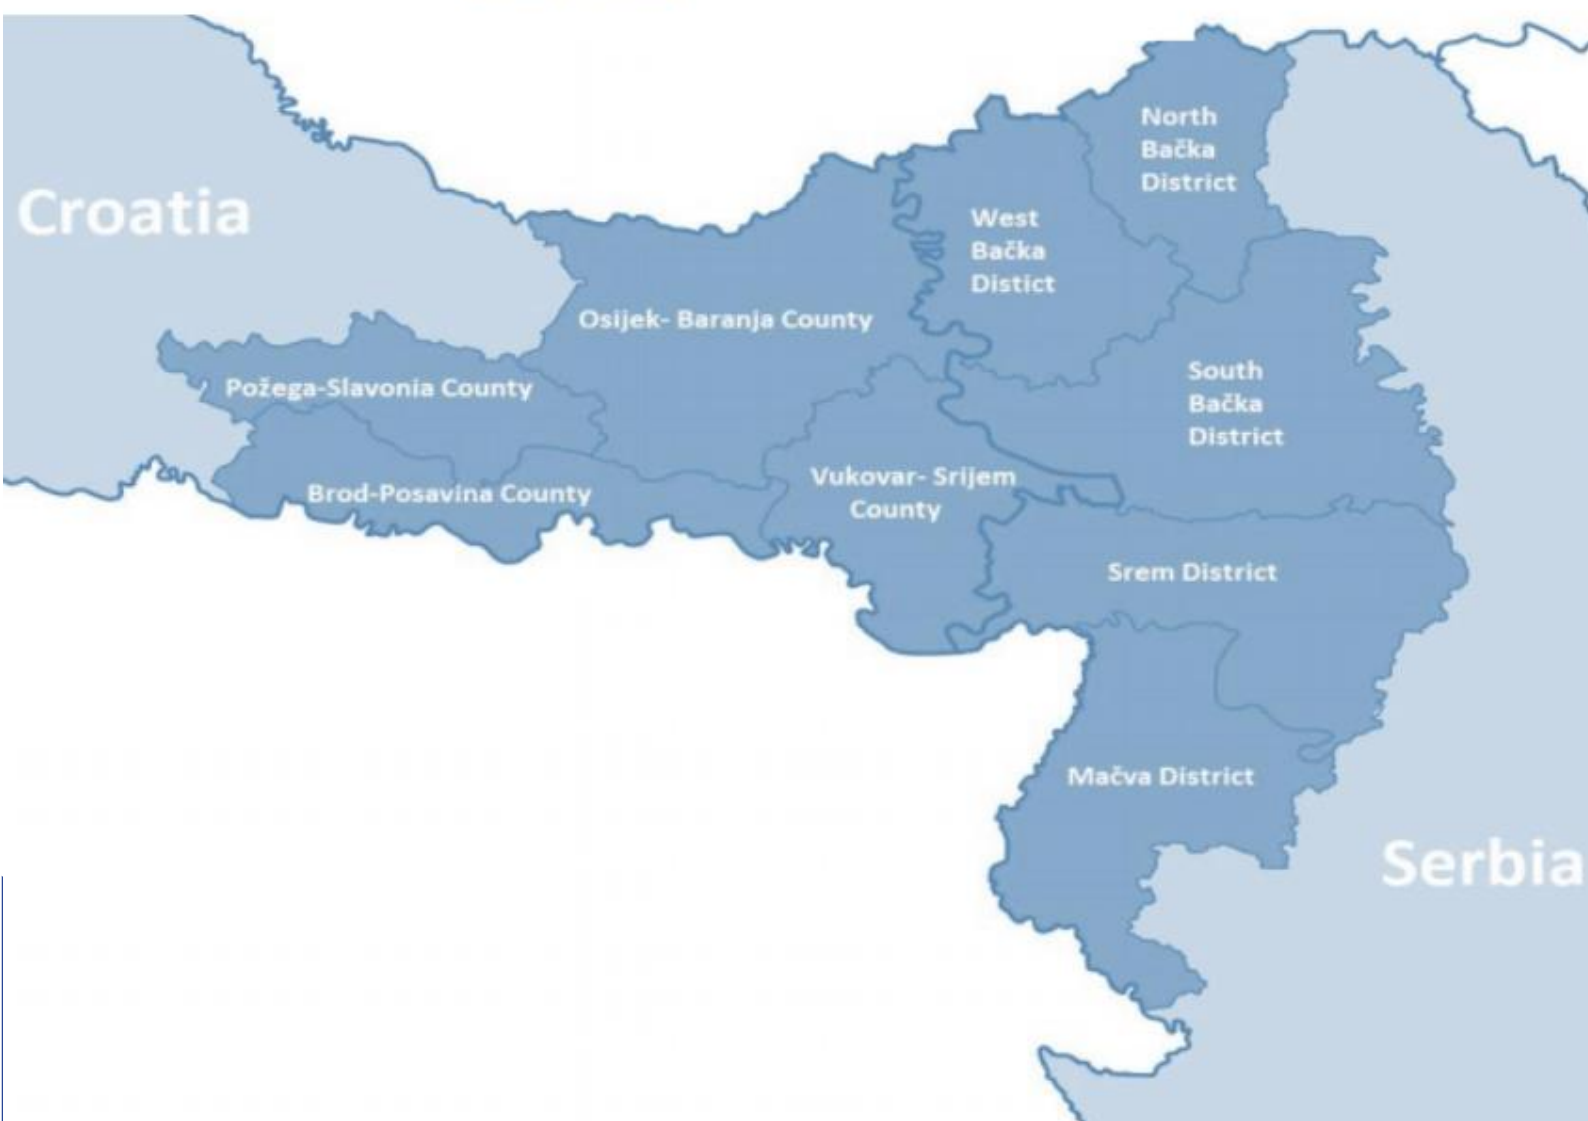 Croatia
North
Bačka
District
West
Bačka
Distict
Osijek- Baranja County
Požega-Slavonia County
South
Bačka
District
Brod-Posavina County
Vukovar- Srijem
County
Srem District
Mačva District
Serbia